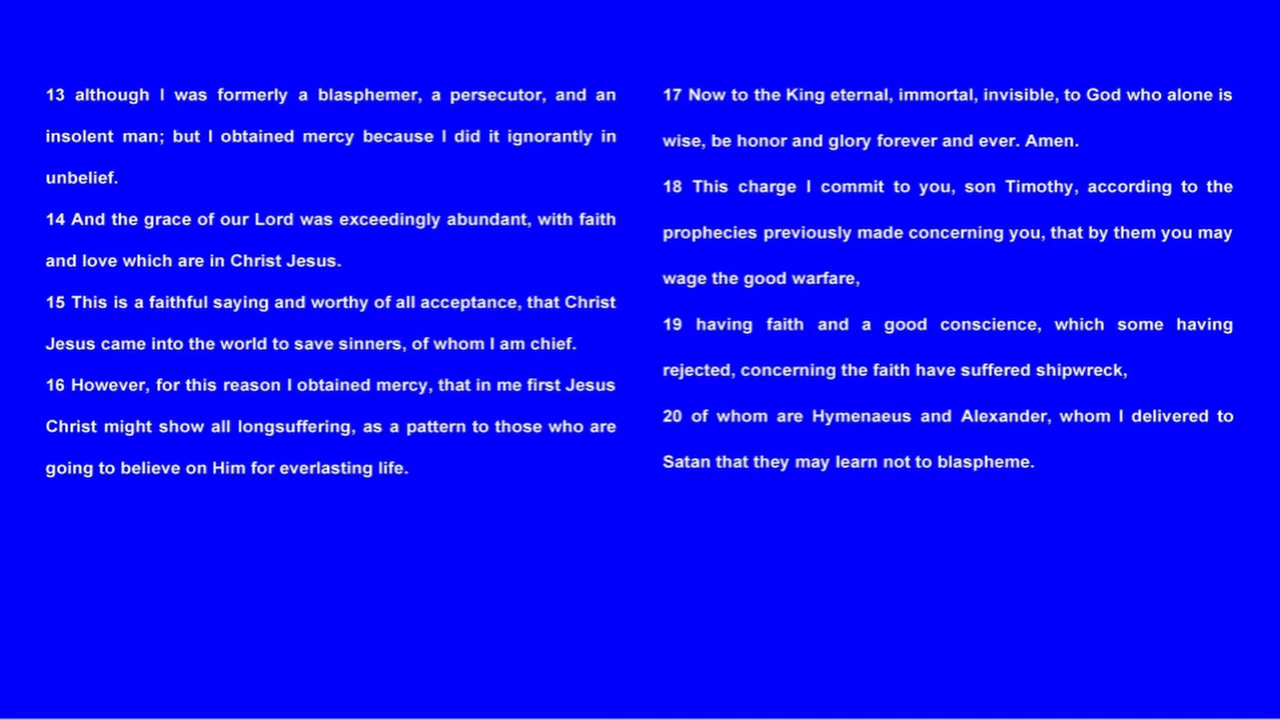 13 although I was formerly a blasphemer, a persecutor, and an
insolent man; but I obtained mercy because I did it ignorantly in
unbelief.
14 And the grace of our Lord was exceedingly abundant, with faith
and love which are in Christ Jesus.
15 This is a faithful saying and worthy of all acceptance, that Christ
Jesus came into the world to save sinners, of whom I am chief.
16 However, for this reason I obtained mercy, that in me first Jesus
Christ might show all longsuffering, as a pattern to those who are
going to believe on Him for everlasting life.
17 Now to the King eternal, immortal, invisible, to God who alone is
wise, be honor and glory forever and ever. Amen.
18 This charge I commit to you, son Timothy, according to the
prophecies previously made concerning you, that by them you may
wage the good warfare,
19 having faith and a good conscience, which some having
rejected, concerning the faith have suffered shipwreck,
20 of whom are Hymenaeus and Alexander, whom I delivered to
Satan that they may learn not to blaspheme.